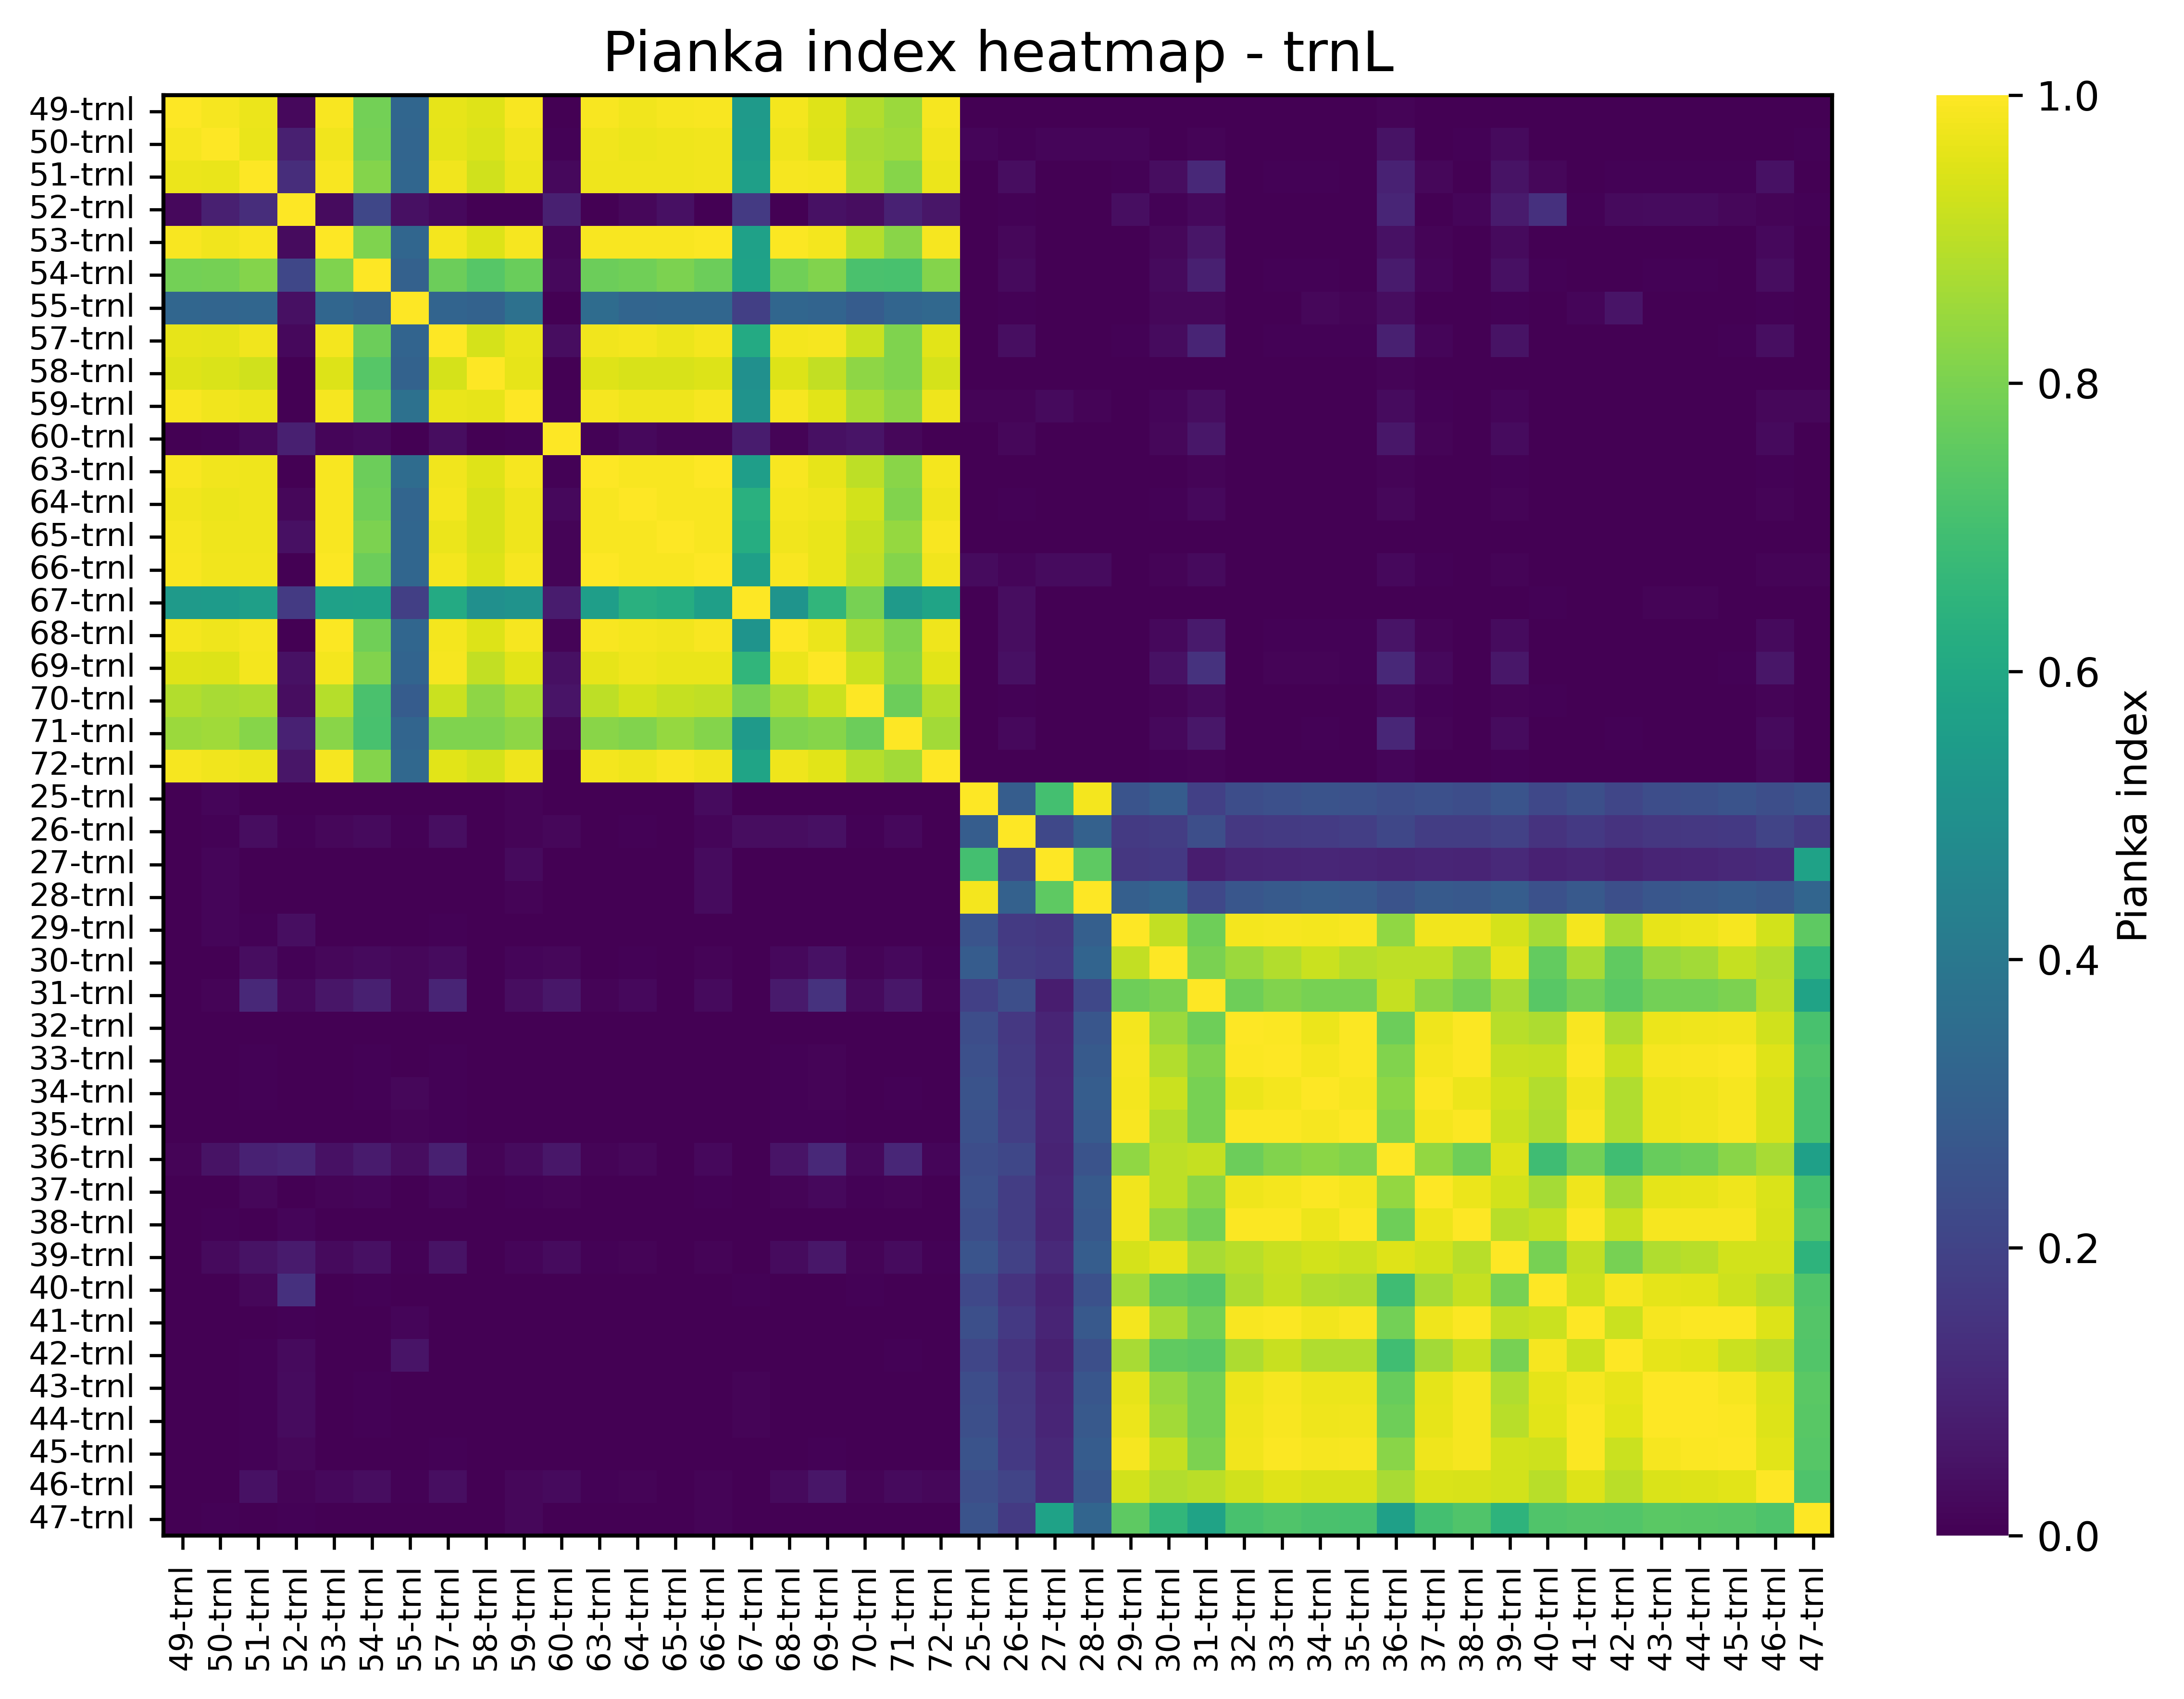 Pianka index heatmap - trnL
49-trnl
50-trnl
51-trnl
52-trnl
53-trnl
54-trnl
55-trnl
57-trnl
58-trnl
59-trnl
60-trnl
63-trnl
64-trnl
65-trnl
66-trnl
67-trnl
68-trnl
69-trnl
70-trnl
71-trnl
72-trnl
25-trnl
26-trnl
27-trnl
28-trnl
29-trnl
30-trnl
31-trnl
32-trnl
33-trnl
34-trnl
35-trnl
36-trnl
37-trnl
38-trnl
39-trnl
40-trnl
41-trnl
42-trnl
43-trnl
44-trnl
45-trnl
46-trnl
47-trnl
49-trnl
50-trnl
51-trnl
52-trnl
53-trnl
54-trnl
55-trnl
57-trnl
58-trnl
59-trnl
60-trnl
63-trnl
64-trnl
65-trnl
66-trnl
67-trnl
68-trnl
69-trnl
70-trnl
71-trnl
72-trnl
25-trnl
26-trnl
27-trnl
28-trnl
29-trnl
30-trnl
31-trnl
32-trnl
33-trnl
34-trnl
35-trnl
36-trnl
37-trnl
38-trnl
39-trnl
40-trnl
41-trnl
42-trnl
43-trnl
44-trnl
45-trnl
46-trnl
47-trnl
1.0
0.8
0.6
0.4
0.2
0.0
Pianka index